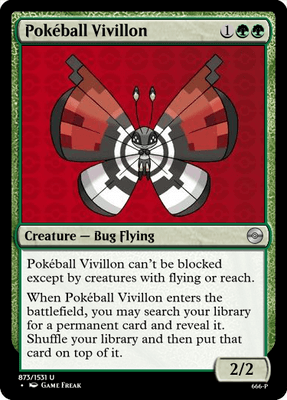 Pokéball Vivillon 1
Creature — Bug Flying
Pokéball Vivillon can't be blocked
except by creatures with flying or reach.
When Pokéball Vivillon enters the
battlefield, you may search your library
for a permanent card and reveal it.
Shuffle your library and then put that
card on top of it.
2/2
873/1531 U
• Game Freak
666-P